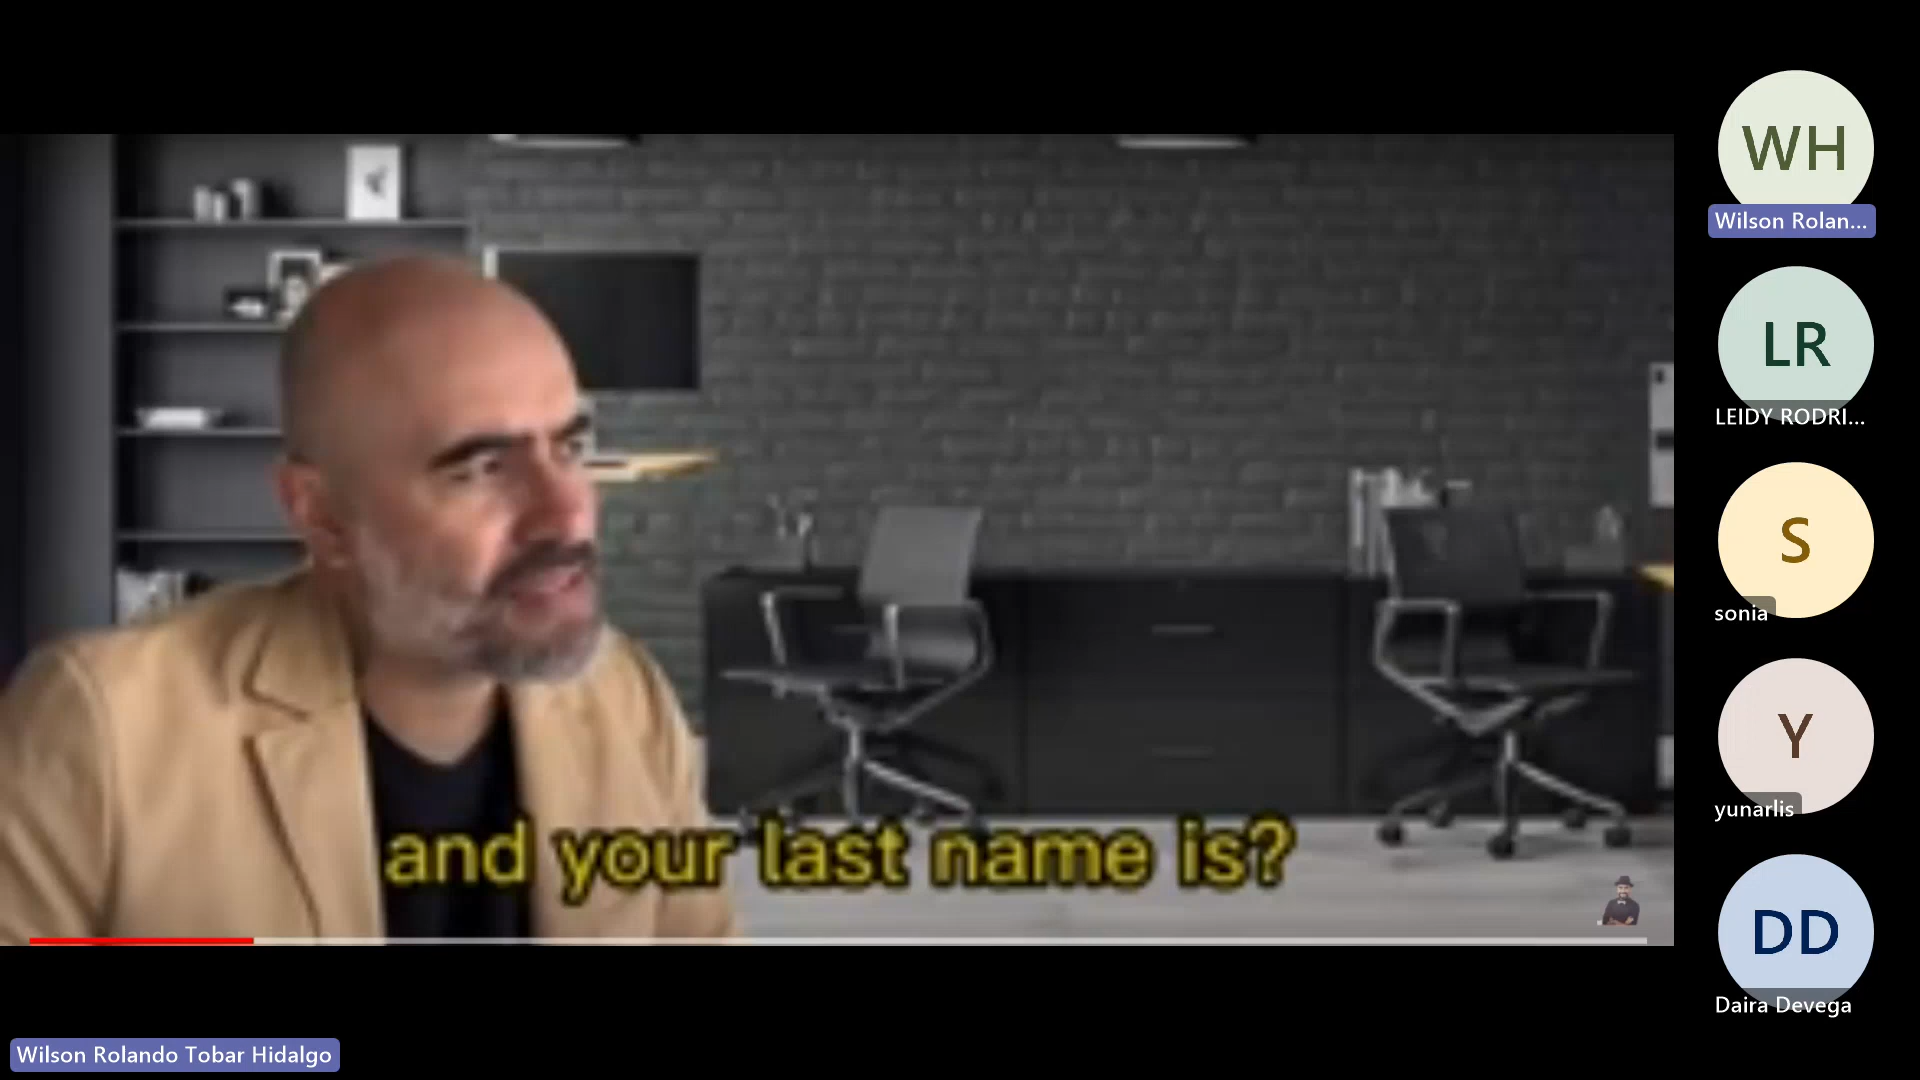 and your last name is?
Wilson Rolando Tobar Hidalgo
WH
Wilson Rolan...
LR
LEIDY RODRI...
S
sonia
Y
yunarlis
DD
Daira Devega